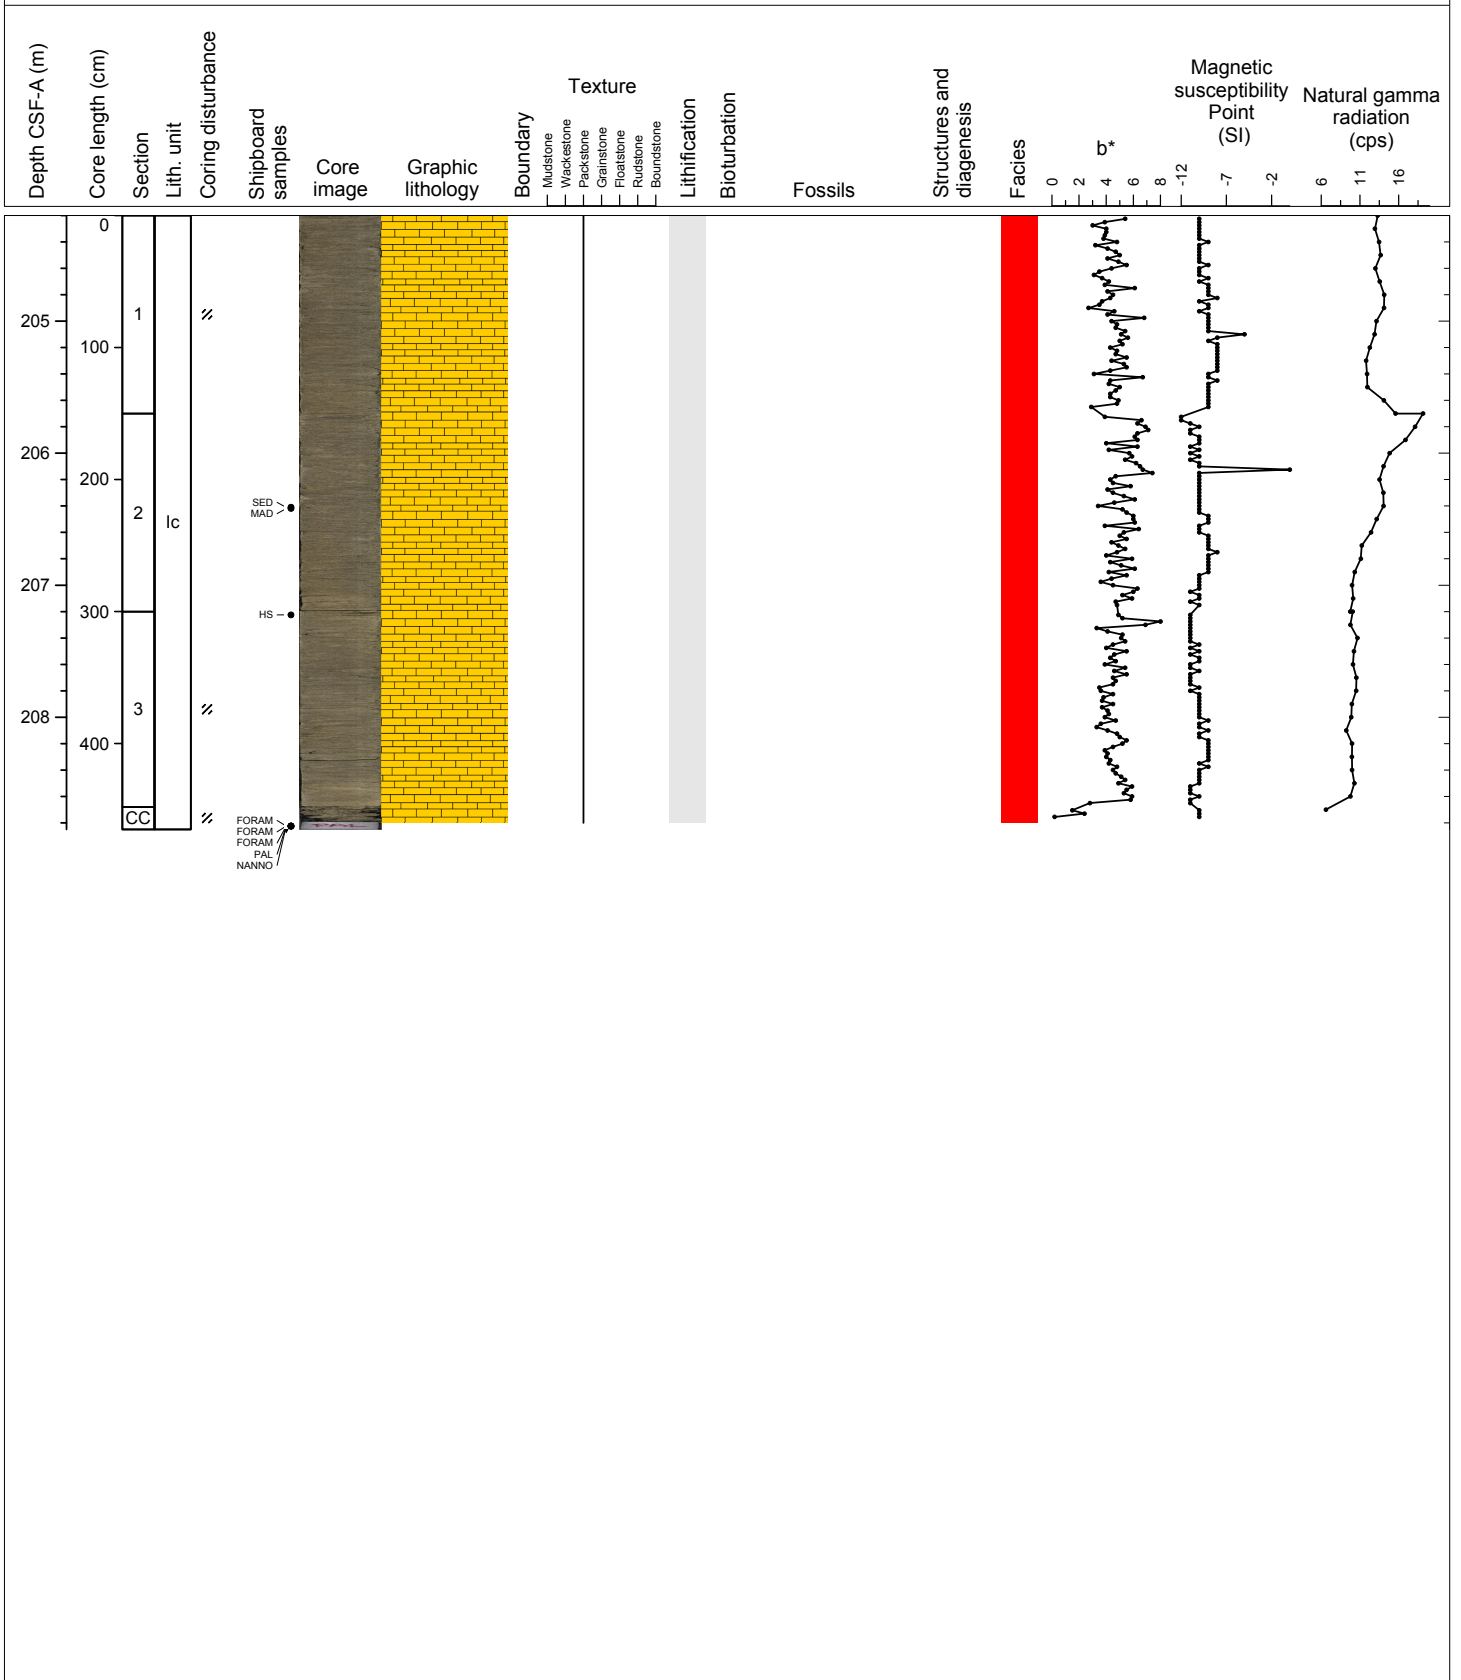 Depth CSF-A (m)
Core length (cm)
Section
Lith. unit
Coring disturbance
Shipboard
samples
Core
image
Graphic
lithology
Boundary
Texture
Mudstone
Wackestone
Packstone
Grainstone
Floatstone
Rudstone
Boundstone
Lithification
Bioturbation
Fossils
Structures and
diagenesis
Facies
b*
0 2 4 6 8
Magnetic
susceptibility
Point
(SI)
-12 -7 -2
Natural gamma
radiation
(cps)
6 11 16
205
206
207
208
0
100
200
300
400
1
2
3
CC
Ic
SED
MAD
HS
FORAM
FORAM
FORAM
PAL
NANNO
PAL